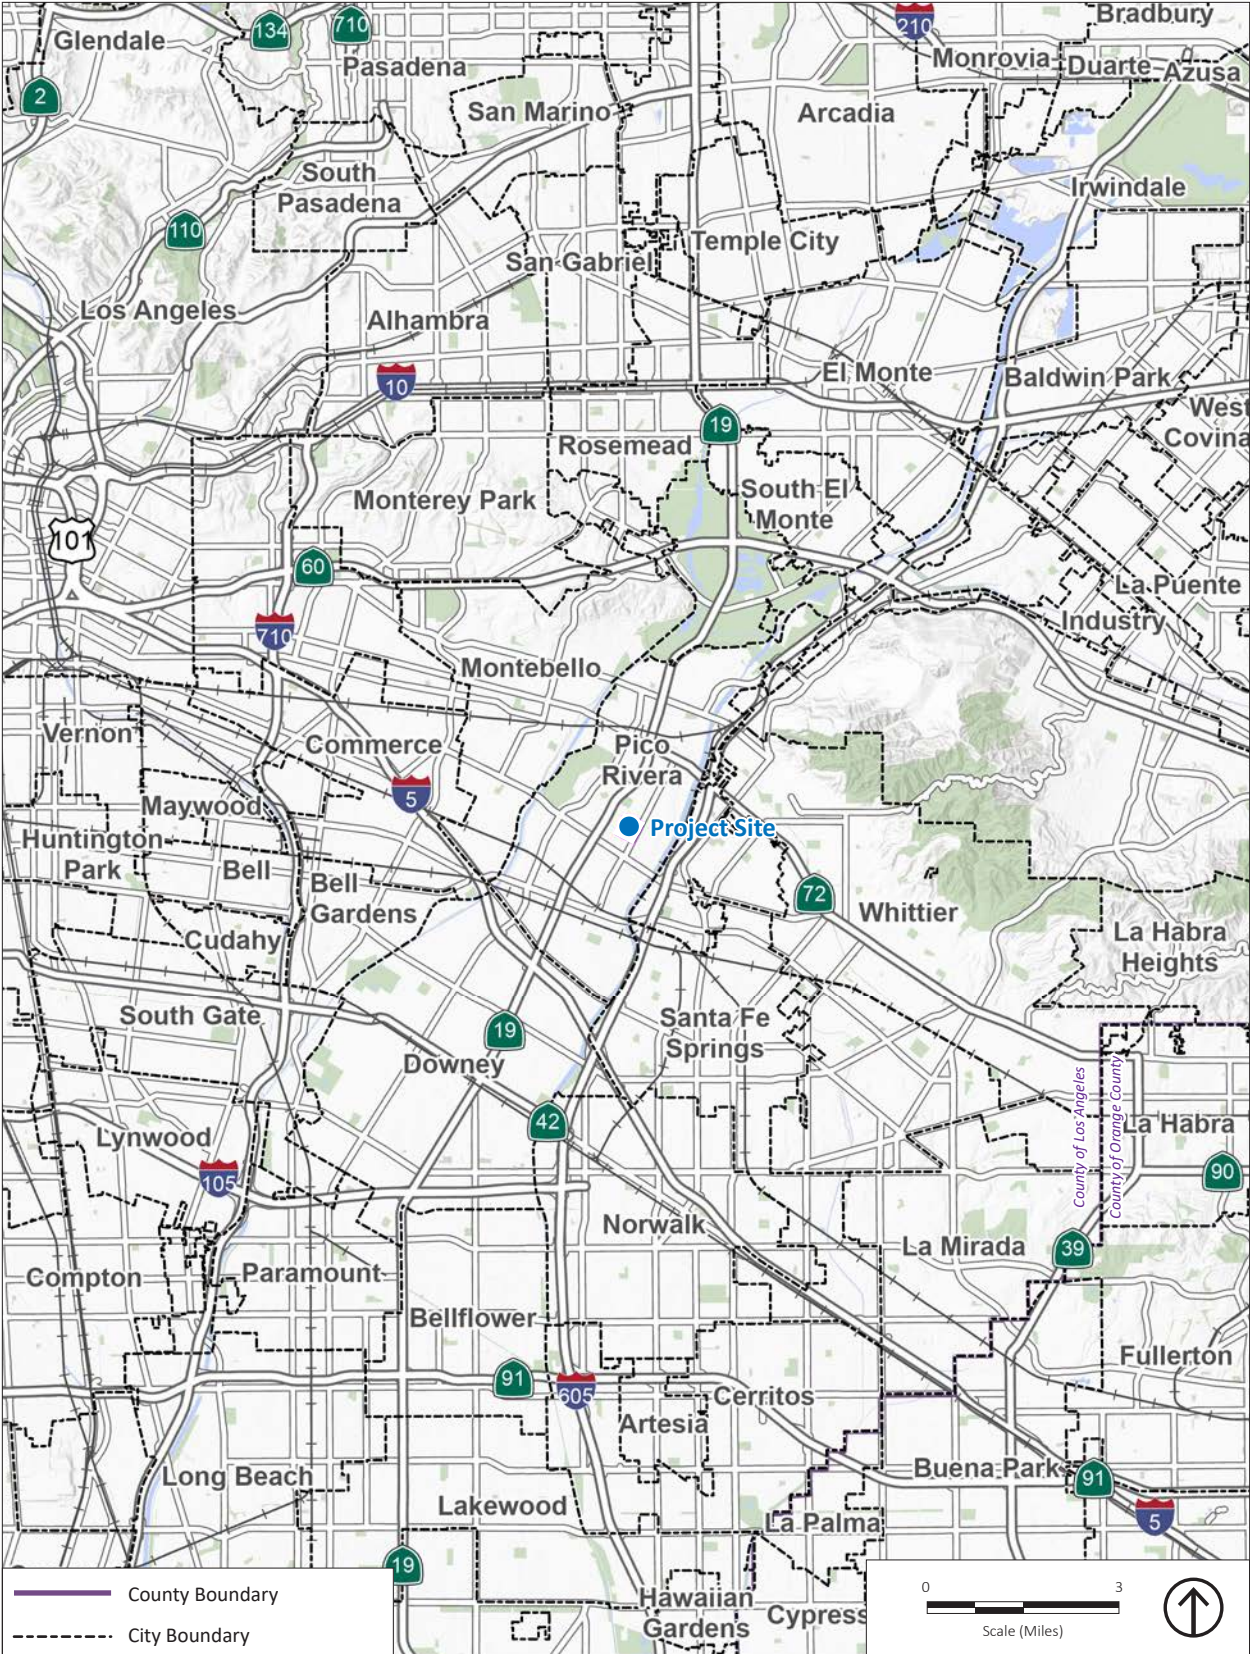 Bradbury
134
710
210
Glendale
Pasadena
Monrovia
Duarte
Azusa
2
San Marino
Arcadia
South
Pasadena
Irwindale
110
Temple City
San Gabriel
Los Angeles
Alhambra
10
El Monte
Baldwin Park
West
Covina
19
Rosemead
Monterey Park
South El
Monte
101
60
La Puente
710
Industry
Montebello
Vernon
Commerce
Pico
Rivera
5
Maywood
Project Site
Huntington
Park
Bell
Bell
Gardens
72
Whittier
Cudahy
La Habra
Heights
South Gate
19
Santa Fe
Springs
Downey
County of Los Angeles
County of Orange County
42
Lynwood
La Habra
105
90
Norwalk
La Mirada
39
Compton
Paramount
Bellflower
Fullerton
91
605
Cerritos
Artesia
Long Beach
Buena Park
91
Lakewood
La Palma
5
19
Hawaiian
Gardens
Cypress
County Boundary
City Boundary
0
3
Scale (Miles)